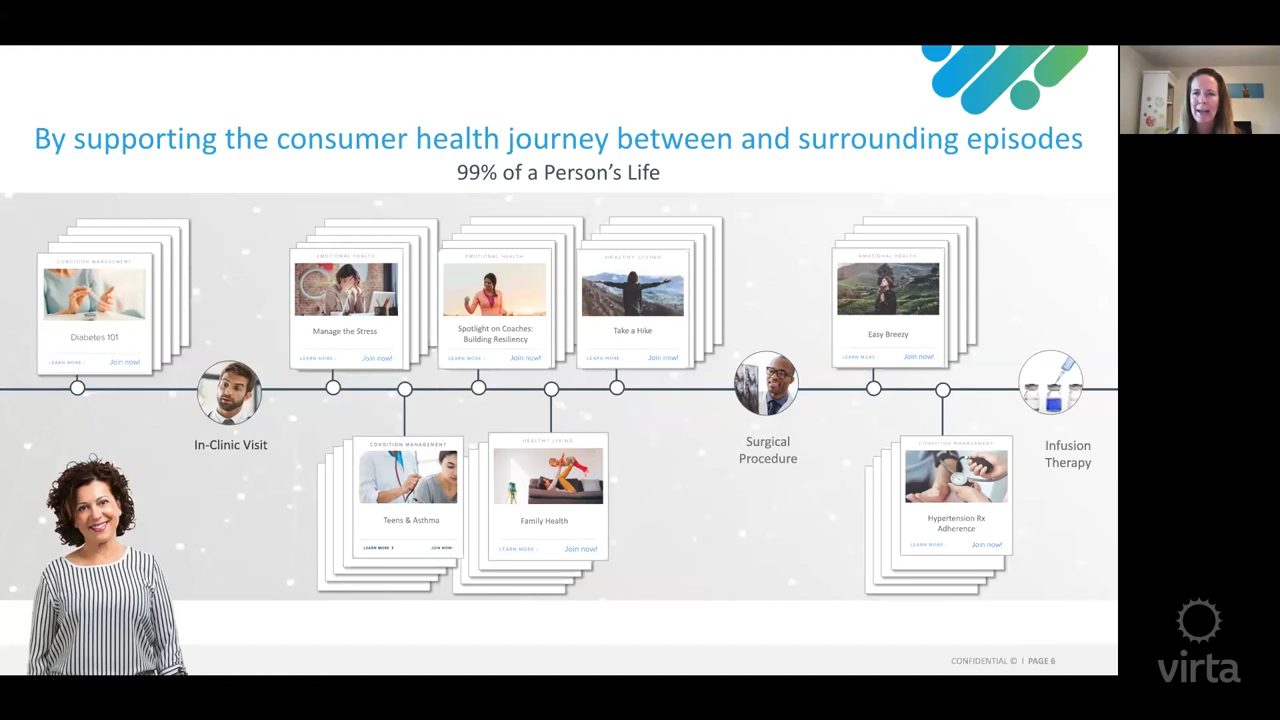 By supporting the consumer health journey between and surrounding episodes
99% of a Person's Life
CONDITION MANAGEMENT
Diabetes 101
LEARN MORE ›
Join now!
In-Clinic Visit
EMOTIONAL HEALTH
Manage the Stress
LEARN MORE ›
Join now!
EMOTIONAL HEALTH
Spotlight on Coaches:
Building Resiliency
LEARN MORE ›
Join now!
HEALTHY LIVING
Take a Hike
LEARN MORE ›
Join now!
CONDITION MANAGEMENT
Teens & Asthma
LEARN MORE ›
JOIN NOW!
HEALTHY LIVING
Family Health
LEARN MORE ›
Join now!
Surgical
Procedure
EMOTIONAL HEALTH
Easy Breezy
LEARN MORE ›
Join now!
CONDITION MANAGEMENT
Hypertension Rx
Adherence
LEARN MORE ›
Join now!
Infusion
Therapy
CONFIDENTIAL © | PAGE 6
virta